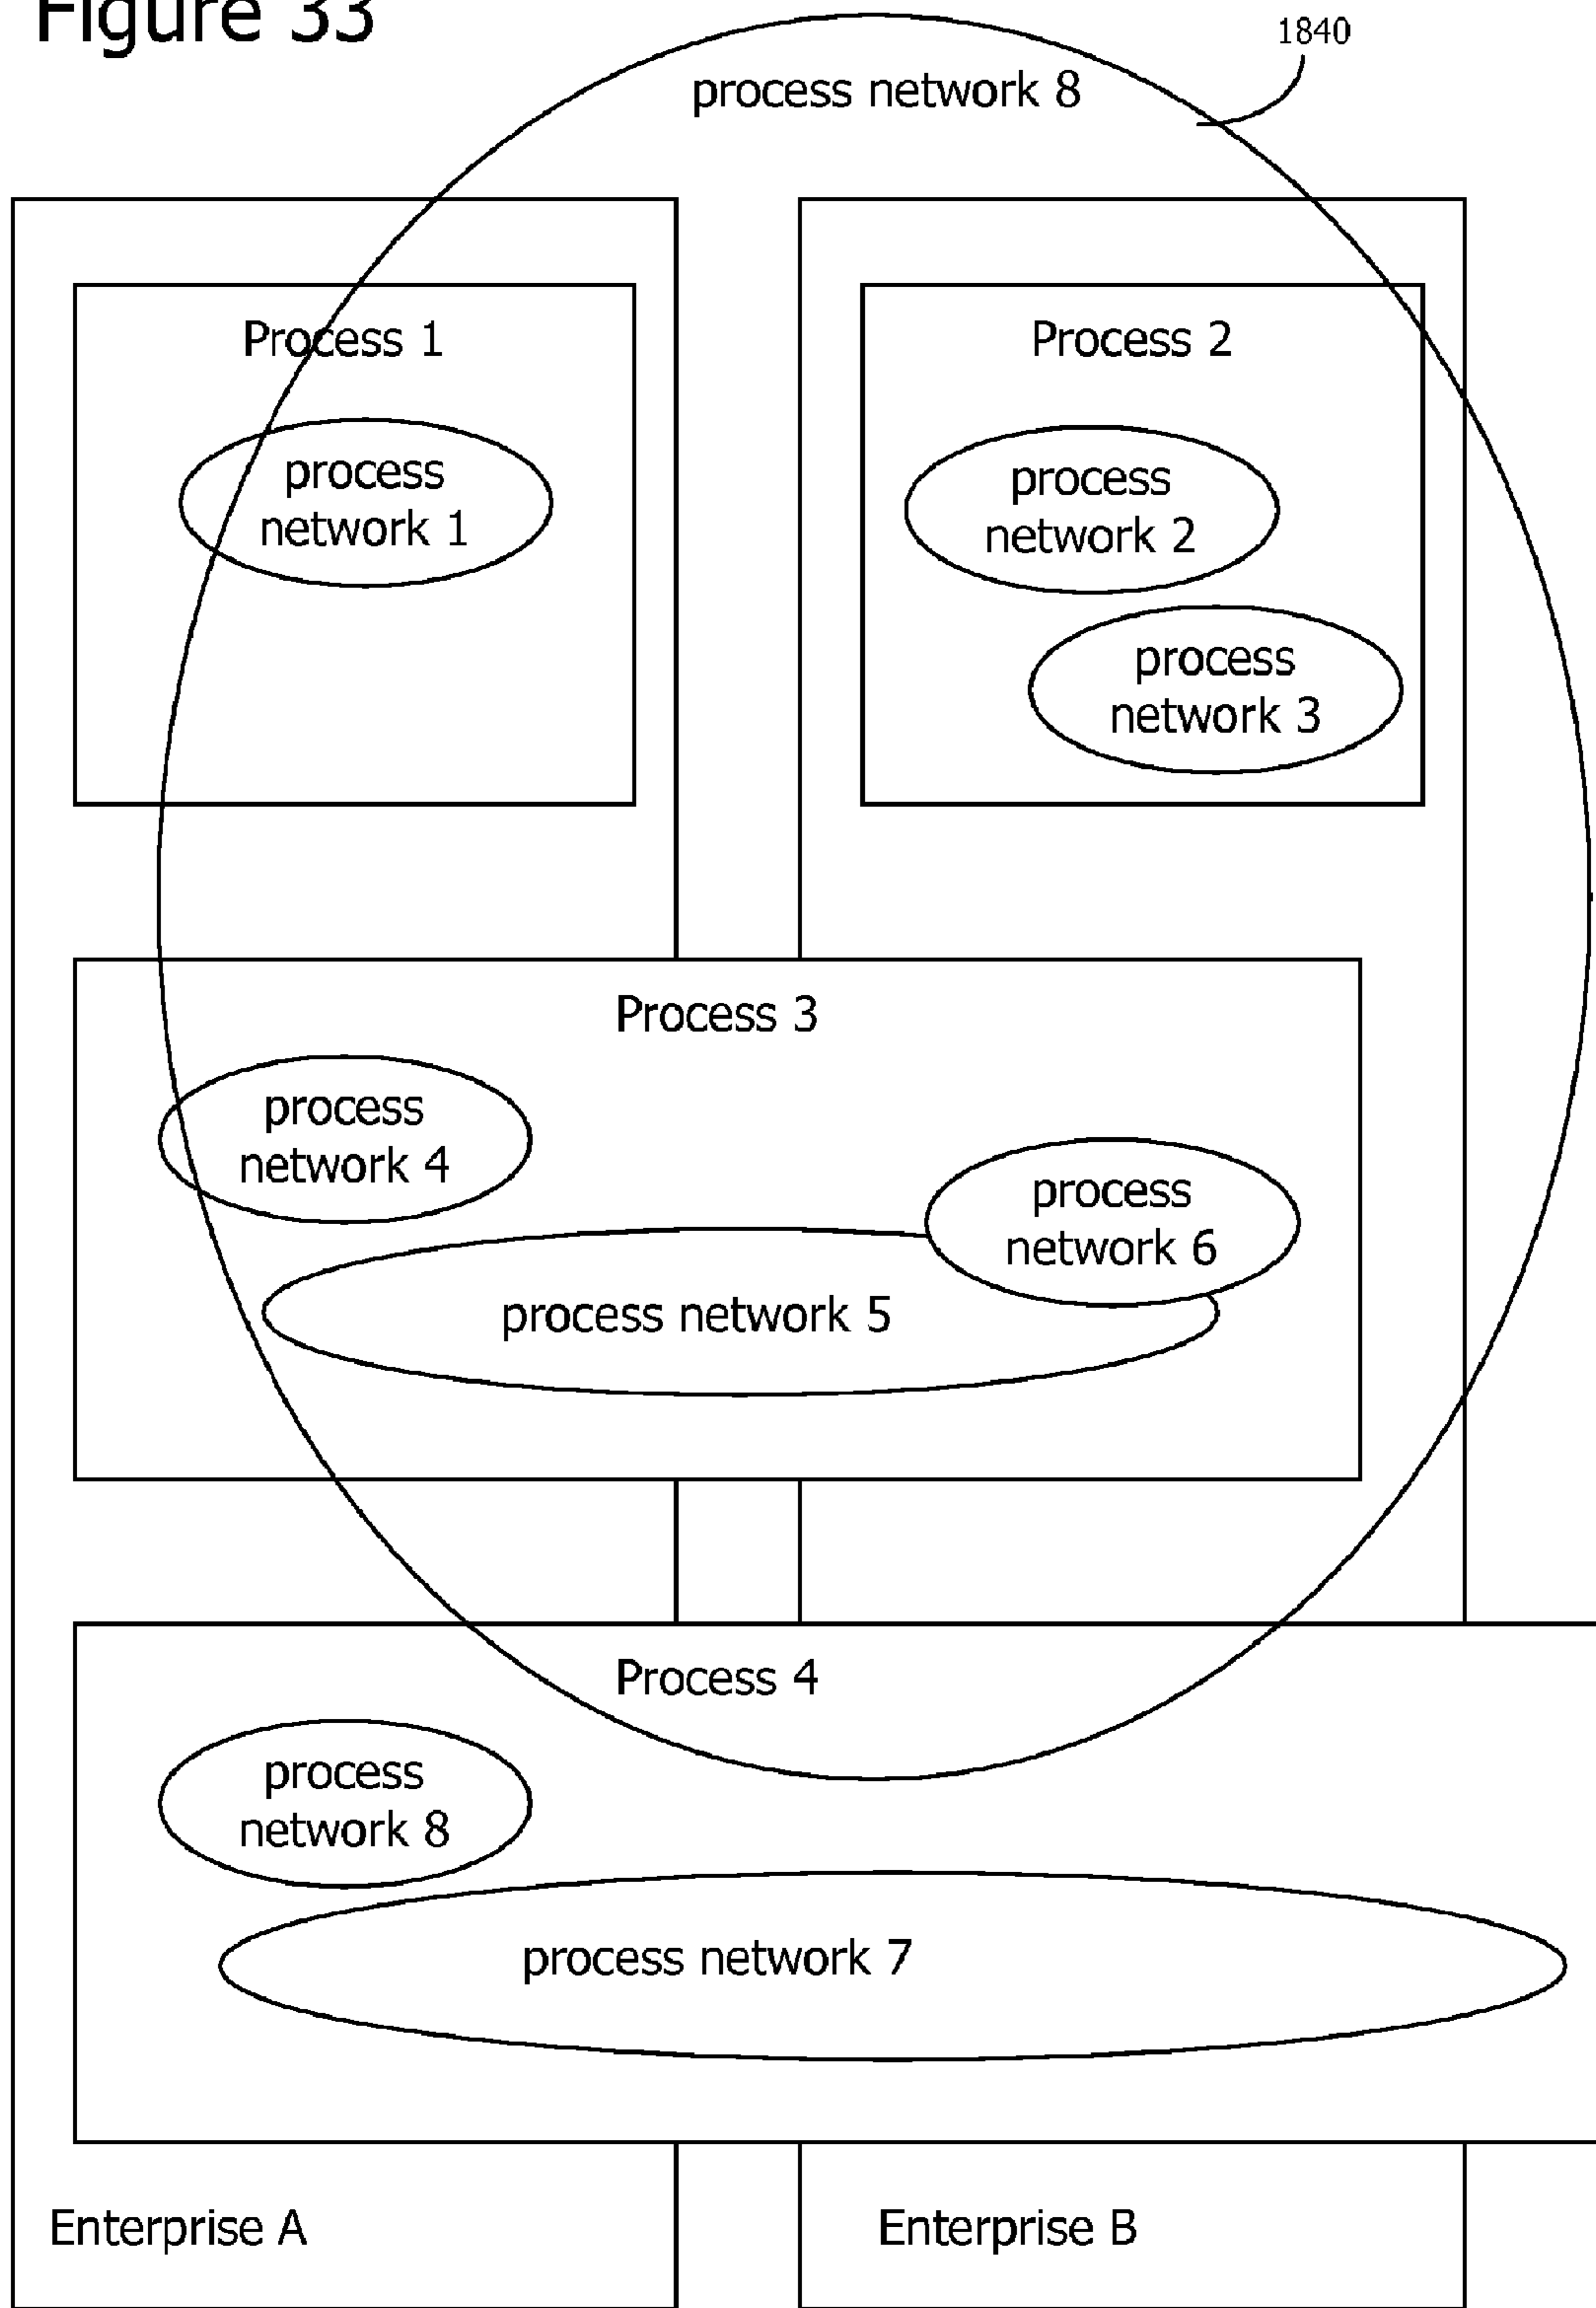 Figure 33
1840
process network 8
Process 1
Process 2
process
network 1
process
network 2
process
network 3
Process 3
process
network 4
process
network 6
process network 5
Process 4
process
network 8
process network 7
Enterprise A
Enterprise B